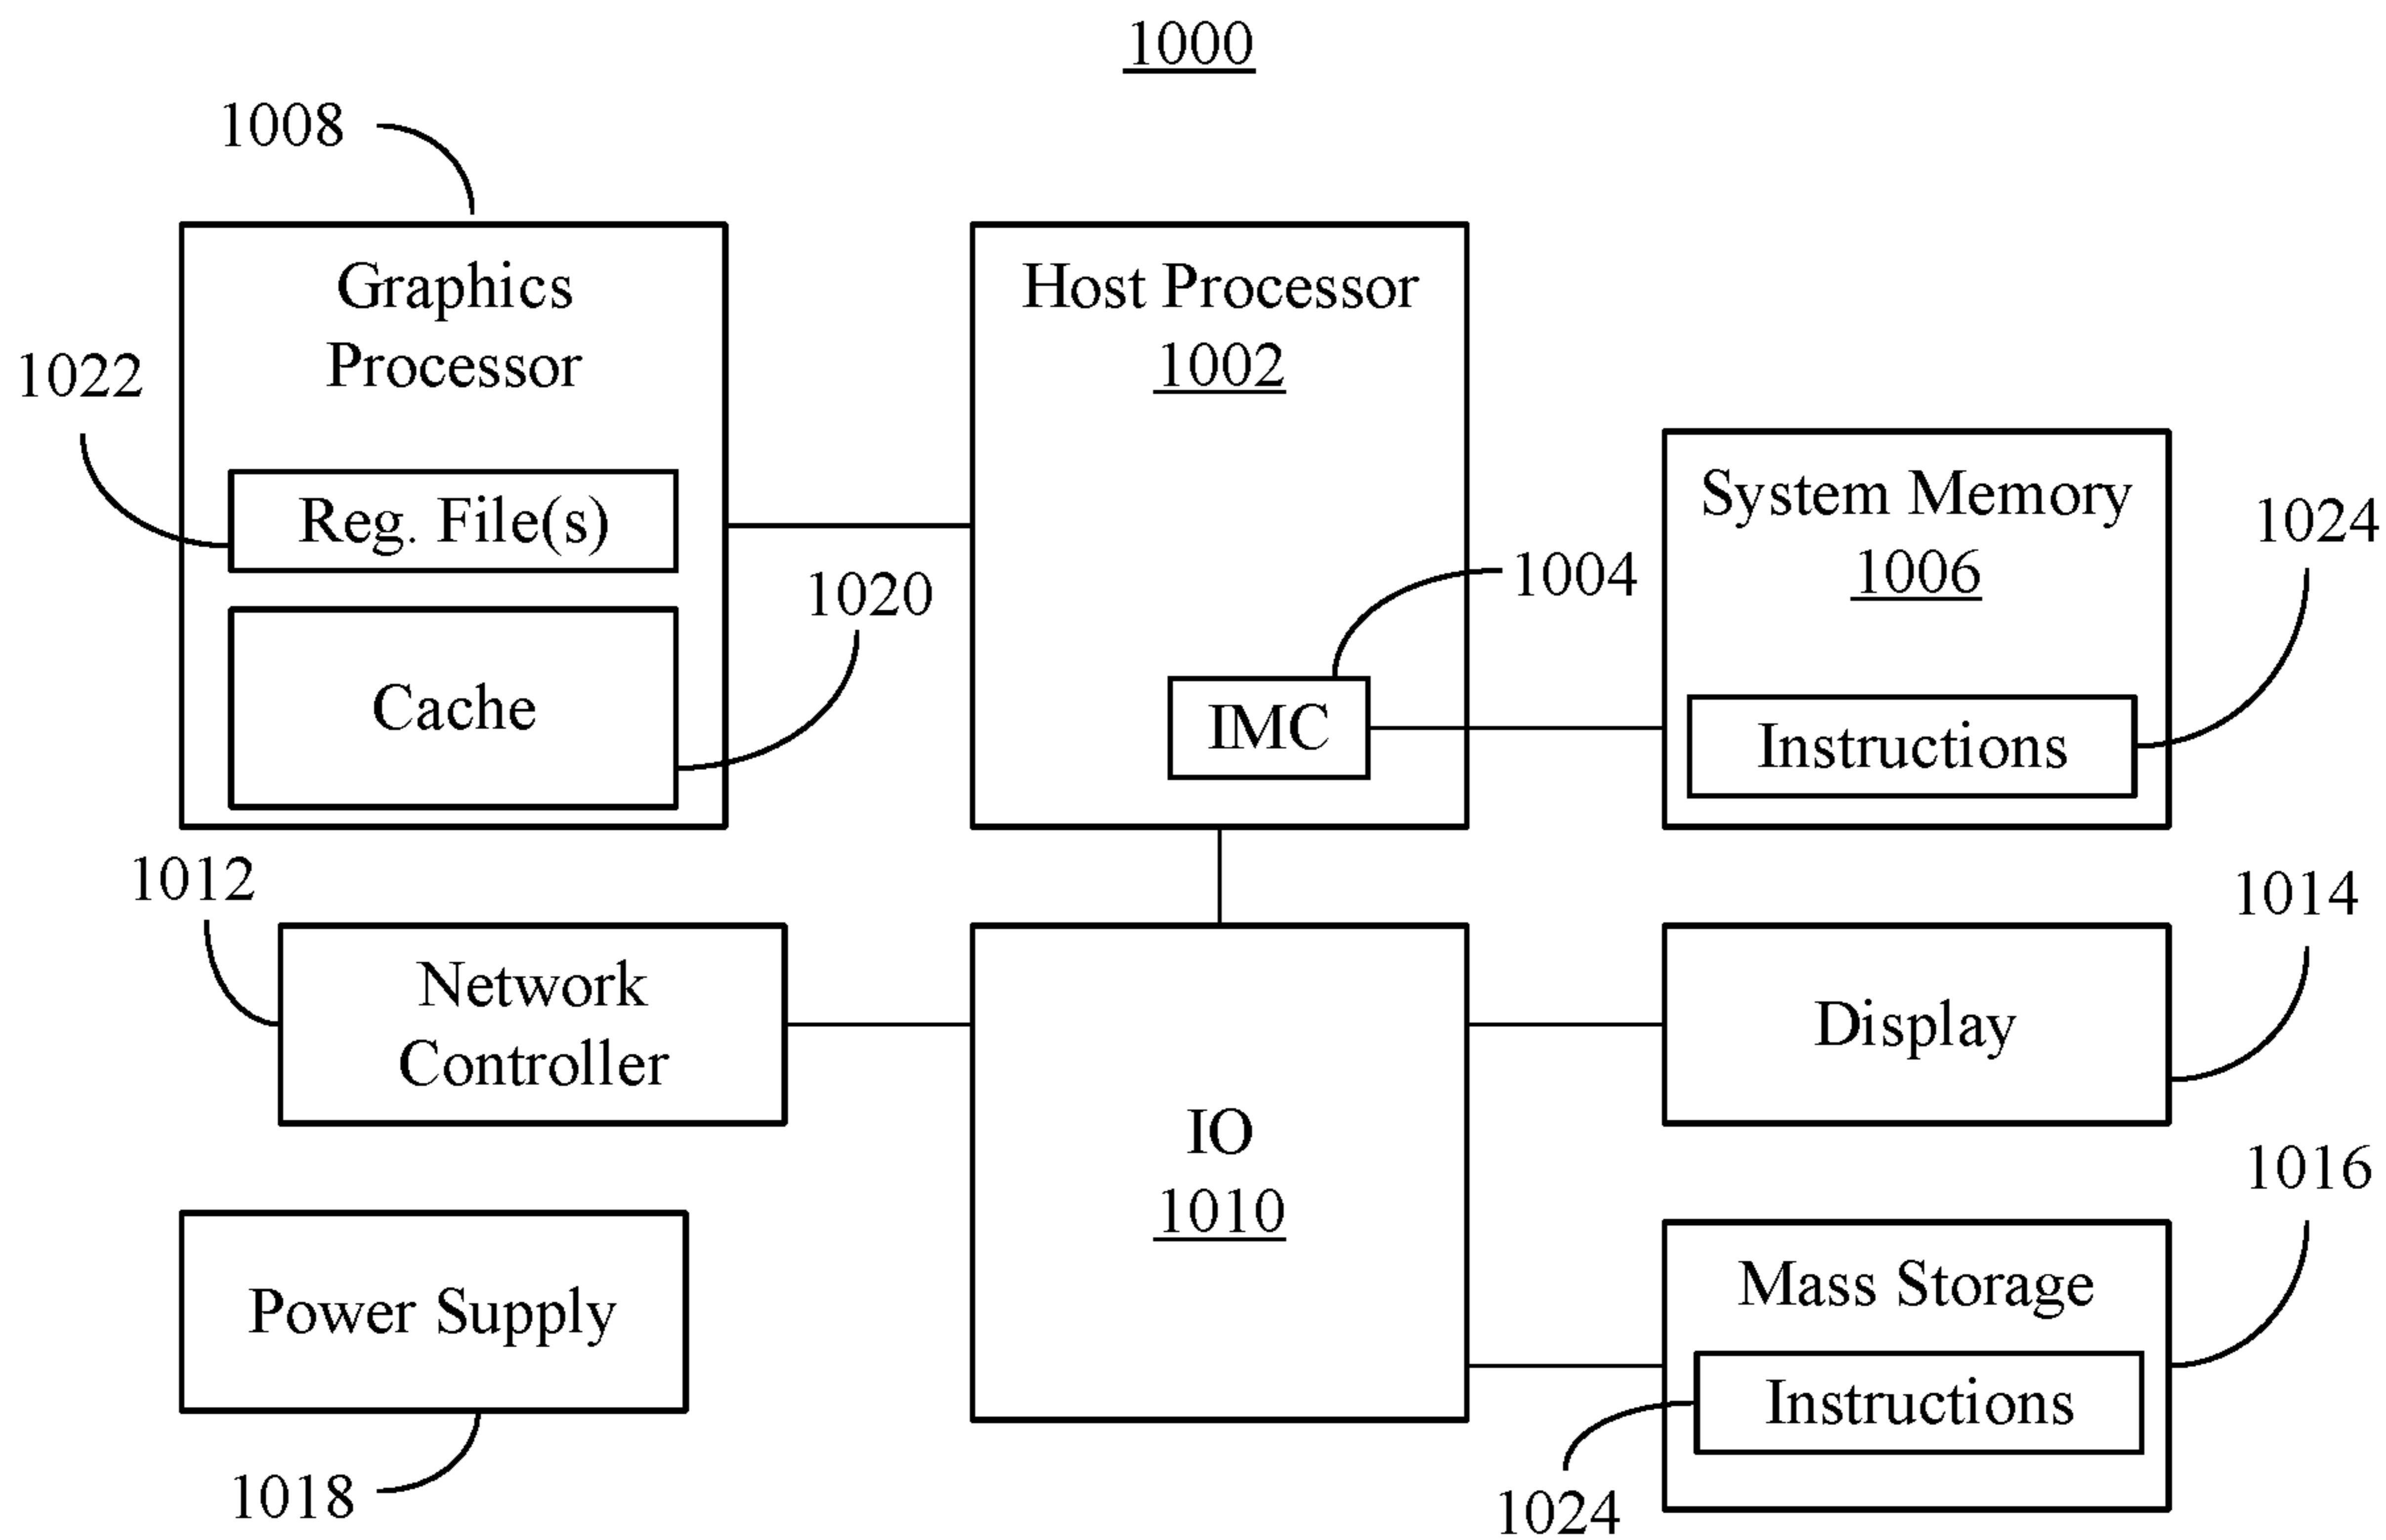 1000
1008
Graphics
Processor
1022
Reg. File(s)
1020
Cache
Host Processor
1002
1004
IMC
System Memory
1006
1024
Instructions
1012
Network
Controller
IO
1010
1014
Display
1016
Mass Storage
Instructions
1024
Power Supply
1018